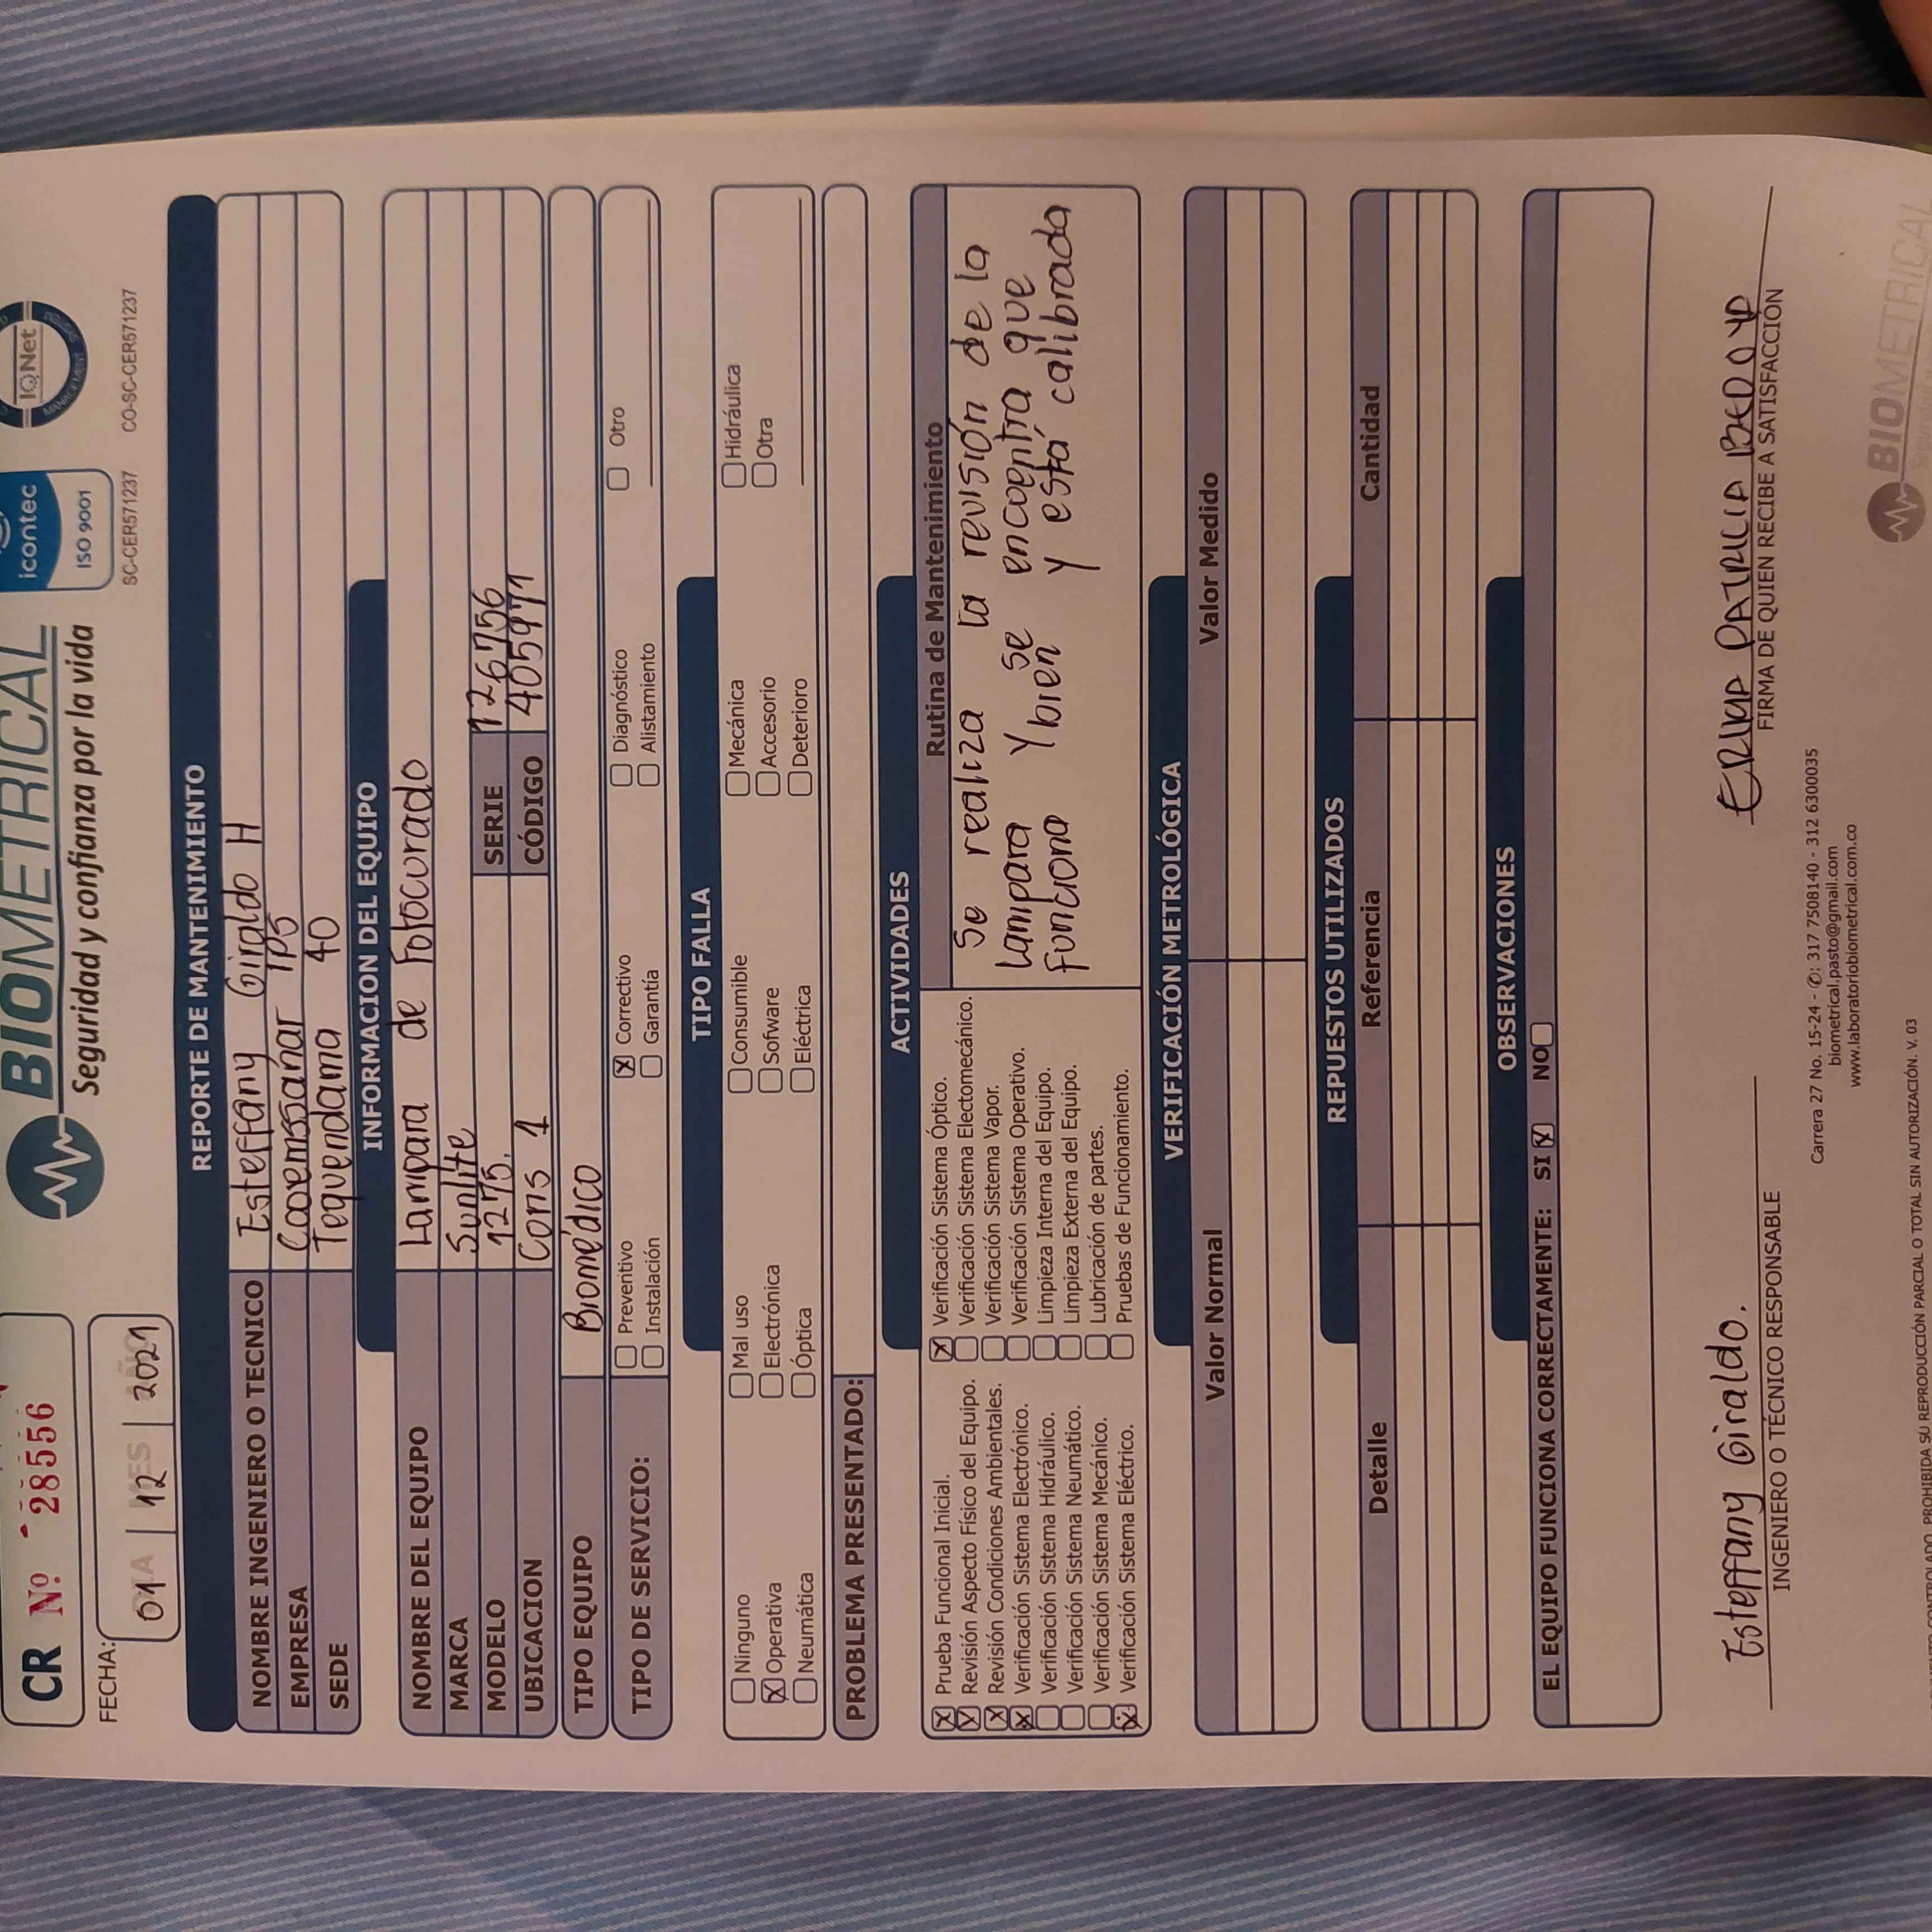 CR Nº 28556
BIOMETRICAL
Seguridad y confianza por la vida
icontec
ISO 9001
SC-CER571237
IQNet
MANAGEMENT SYSTEM
CO-SC-CER571237
FECHA:
DIA MES AÑO
01 | 12 | 2021
REPORTE DE MANTENIMIENTO
NOMBRE INGENIERO O TECNICO Esteffany Giraldo H
EMPRESA Cooemssanar IPS
SEDE Tequendama 40
INFORMACION DEL EQUIPO
NOMBRE DEL EQUIPO Lampara de Fotocurado
MARCA Sunlite
MODELO 1275. SERIE 126756
UBICACION Cons 1 CÓDIGO 405971
TIPO EQUIPO Biomédico
TIPO DE SERVICIO:
Preventivo X Correctivo Diagnóstico Otro
Instalación Garantía Alistamiento
TIPO FALLA
Ninguno Mal uso Consumible Mecánica Hidráulica
X Operativa Electrónica Sofware Accesorio Otra
Neumática Óptica Eléctrica Deterioro
PROBLEMA PRESENTADO:
ACTIVIDADES
X Prueba Funcional Inicial.
X Revisión Aspecto Físico del Equipo.
X Revisión Condiciones Ambientales.
X Verificación Sistema Electrónico.
Verificación Sistema Hidráulico.
Verificación Sistema Neumático.
Verificación Sistema Mecánico.
X Verificación Sistema Eléctrico.
X Verificación Sistema Óptico.
Verificación Sistema Electomecánico.
Verificación Sistema Vapor.
Verificación Sistema Operativo.
Limpieza Interna del Equipo.
Limpieza Externa del Equipo.
Lubricación de partes.
Pruebas de Funcionamiento.
Rutina de Mantenimiento
Se realiza la revisión de la
lampara y se encuentra que
funciona bien y está calibrada
VERIFICACIÓN METROLÓGICA
Valor Normal Valor Medido
REPUESTOS UTILIZADOS
Detalle Referencia Cantidad
OBSERVACIONES
EL EQUIPO FUNCIONA CORRECTAMENTE: SI X NO
Esteffany Giraldo.
INGENIERO O TÉCNICO RESPONSABLE
ERIKA PATRICIA BEDOYA
FIRMA DE QUIEN RECIBE A SATISFACCIÓN
Carrera 27 No. 15-24 - ✆: 317 7508140 - 312 6300035
biometrical.pasto@gmail.com
www.laboratoriobiometrical.com.co
BIOMETRICAL
Seguridad y confianza
CONTROLADO, PROHIBIDA SU REPRODUCCIÓN PARCIAL O TOTAL SIN AUTORIZACIÓN. V. 03